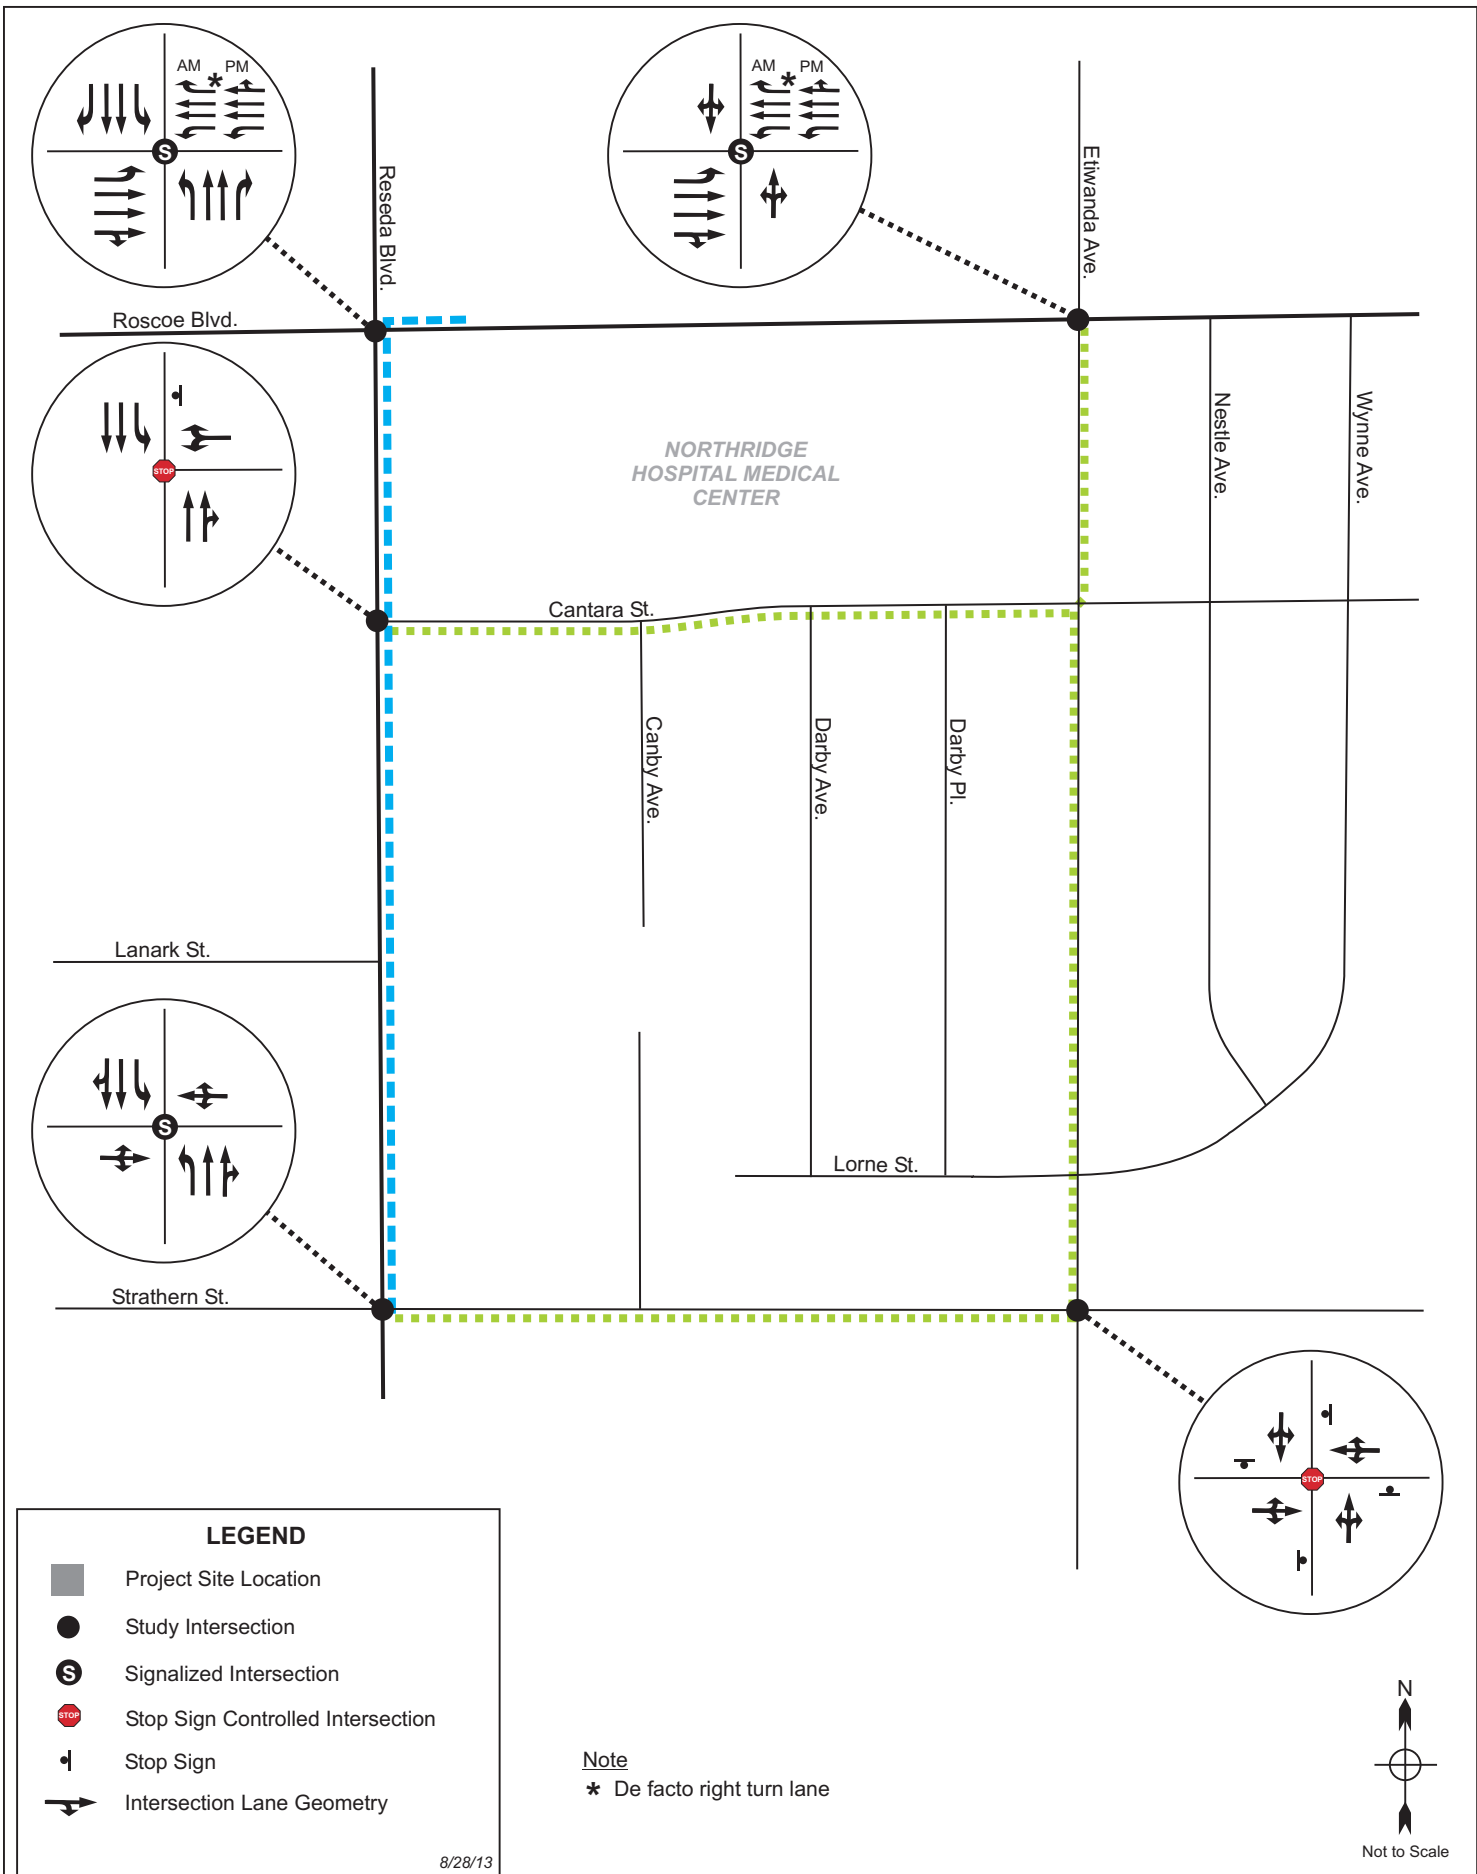 AM PM
*
S
AM PM
*
S
Reseda Blvd.
Etiwanda Ave.
Roscoe Blvd.
STOP
NORTHRIDGE
HOSPITAL MEDICAL
CENTER
Nestle Ave.
Wynne Ave.
Cantara St.
Canby Ave.
Darby Ave.
Darby Pl.
Lanark St.
S
Lorne St.
Strathern St.
STOP
LEGEND
Project Site Location
Study Intersection
S Signalized Intersection
STOP Stop Sign Controlled Intersection
Stop Sign
Intersection Lane Geometry
8/28/13
Note
* De facto right turn lane
N
Not to Scale